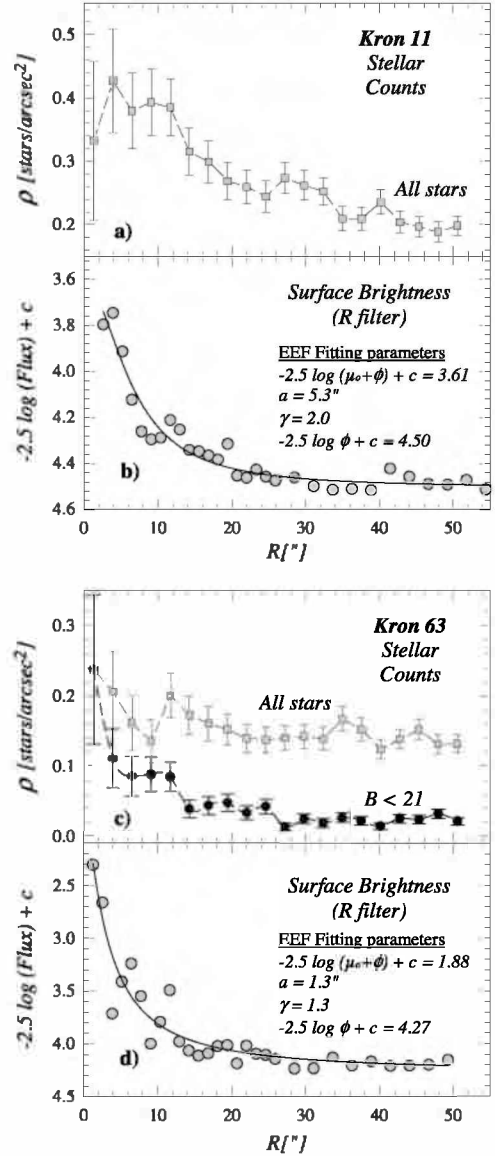 0.5
0.4
0.3
0.2
ρ [stars/arcsec²]
Kron 11
Stellar
Counts
All stars
a)
3.6
3.8
4.0
4.2
4.4
4.6
-2.5 log (Flux) + c
Surface Brightness
(R filter)
EEF Fitting parameters
-2.5 log (μₒ+ϕ) + c = 3.61
a = 5.3"
γ = 2.0
-2.5 log ϕ + c = 4.50
b)
0 10 20 30 40 50
R["]
0.3
0.2
0.1
0.0
ρ [stars/arcsec²]
Kron 63
Stellar
Counts
All stars
B < 21
c)
2.5
3.0
3.5
4.0
4.5
-2.5 log (Flux) + c
Surface Brightness
(R filter)
EEF Fitting parameters
-2.5 log (μₒ+ϕ) + c = 1.88
a = 1.3"
γ = 1.3
-2.5 log ϕ + c = 4.27
d)
0 10 20 30 40 50
R["]